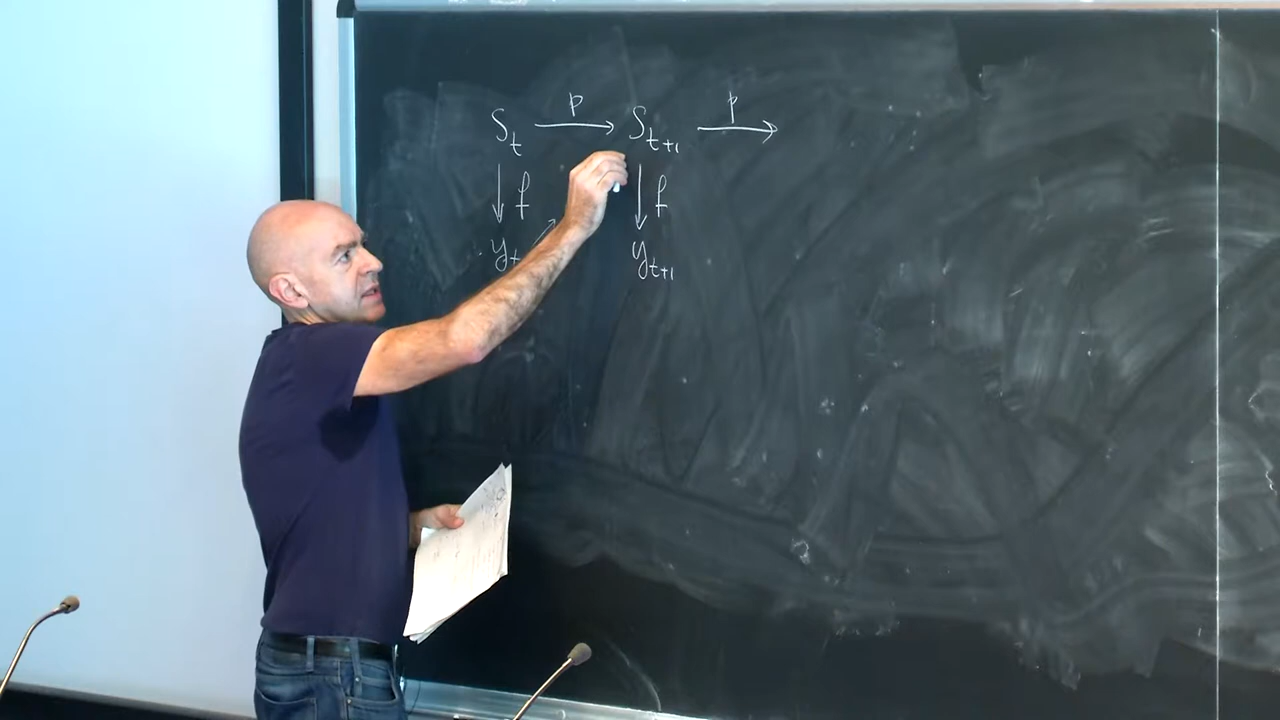 p p
S_t → S_{t+1} →
↓ f ↓ f
y_t ↗ y_{t+1}